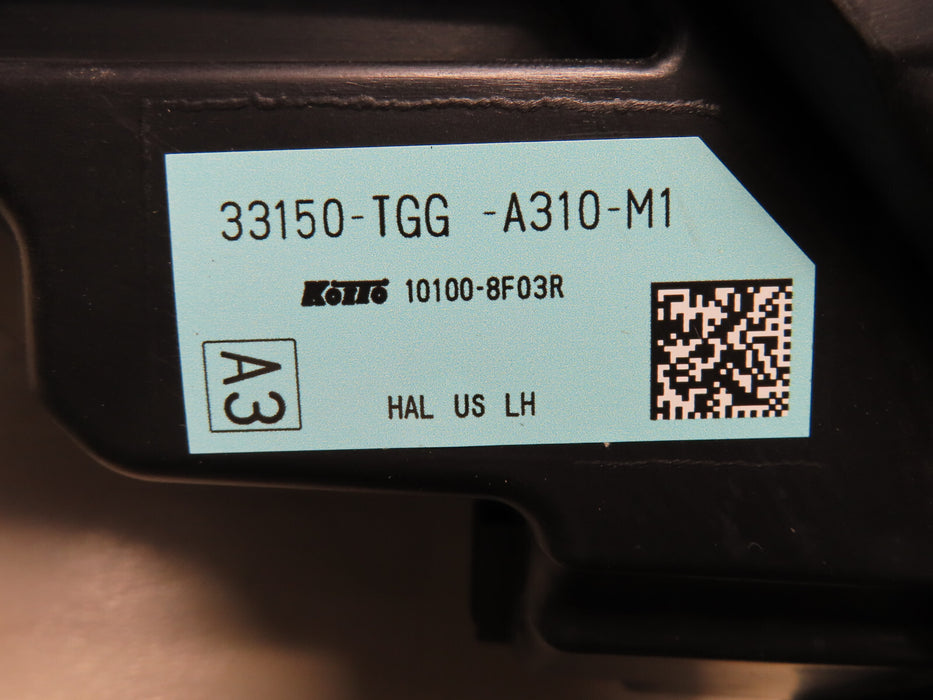 33150-TGG -A310-M1
KOITO 10100-8F03R
A3
HAL US LH